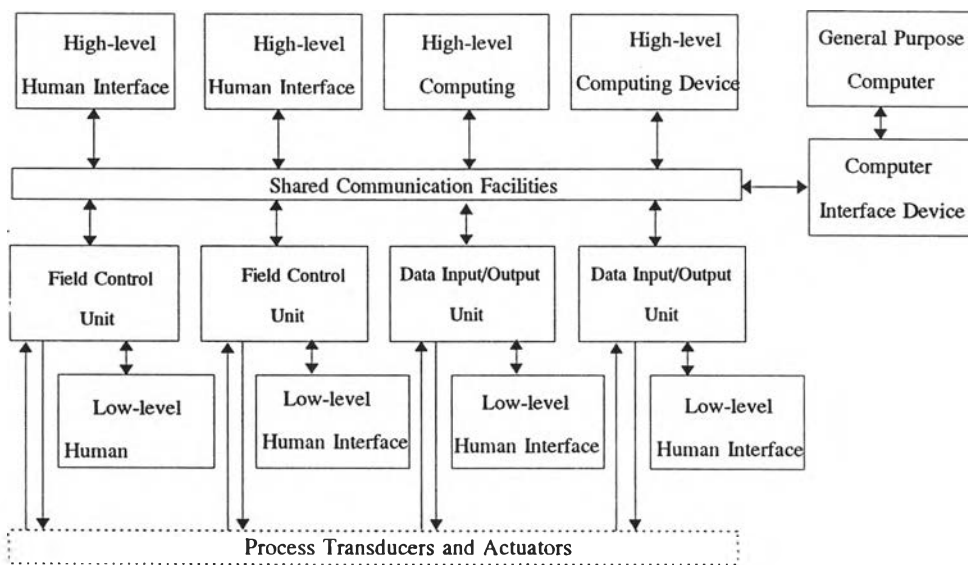 High-level
Human Interface
High-level
Human Interface
High-level
Computing
High-level
Computing Device
General Purpose
Computer
Shared Communication Facilities
Computer
Interface Device
Field Control
Unit
Field Control
Unit
Data Input/Output
Unit
Data Input/Output
Unit
Low-level
Human
Low-level
Human Interface
Low-level
Human Interface
Low-level
Human Interface
Process Transducers and Actuators